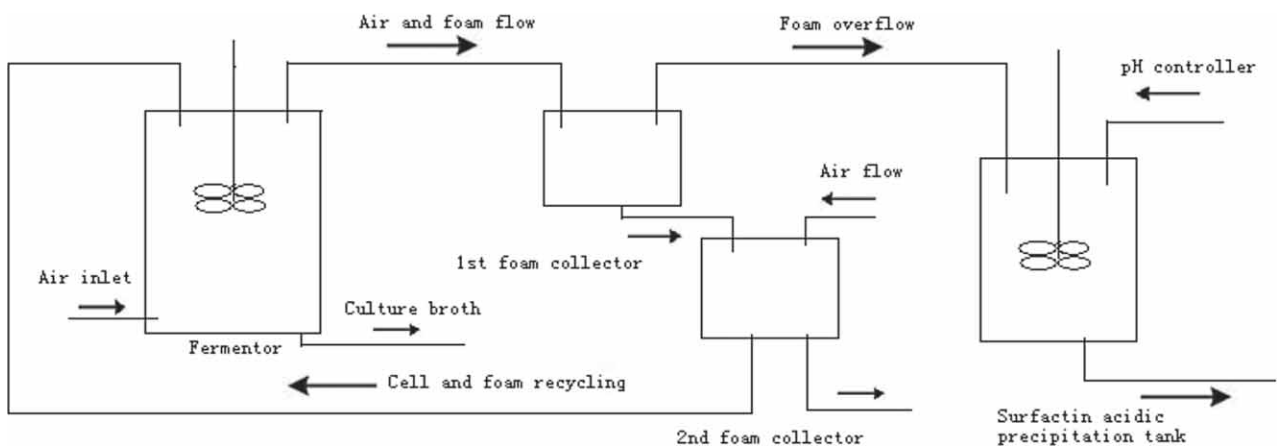 Air and foam flow
Foam overflow
pH controller
Air flow
1st foam collector
Air inlet
Culture broth
Fermentor
Cell and foam recycling
2nd foam collector
Surfactin acidic
precipitation tank